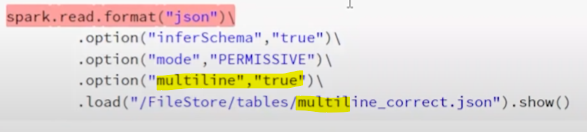 spark.read.format("json")\
.option("inferSchema","true")\
.option("mode","PERMISSIVE")\
.option("multiline","true")\
.load("/FileStore/tables/multiline_correct.json").show()